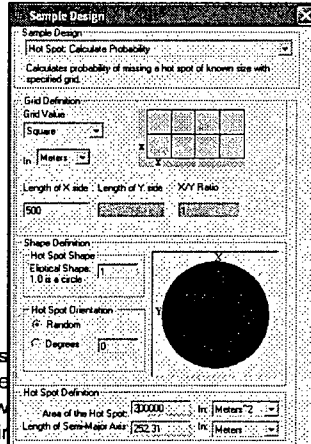 Sample Design
Sample Design
Hot Spot: Calculate Probability
Calculates probability of missing a hot spot of known size with
specified grid.
Grid Definition
Grid Value
Square
In Meters
X
Length of X side Length of Y side X/Y Ratio
500 1
Shape Definition
Hot Spot Shape
Eliptical Shape. 1
1.0 is a circle
Hot Spot Orientation
Random
Degrees 0
X
Y
Hot Spot Definition
Area of the Hot Spot: 200000 In: Meters^2
Length of Semi-Major Axis: 252.31 In: Meters